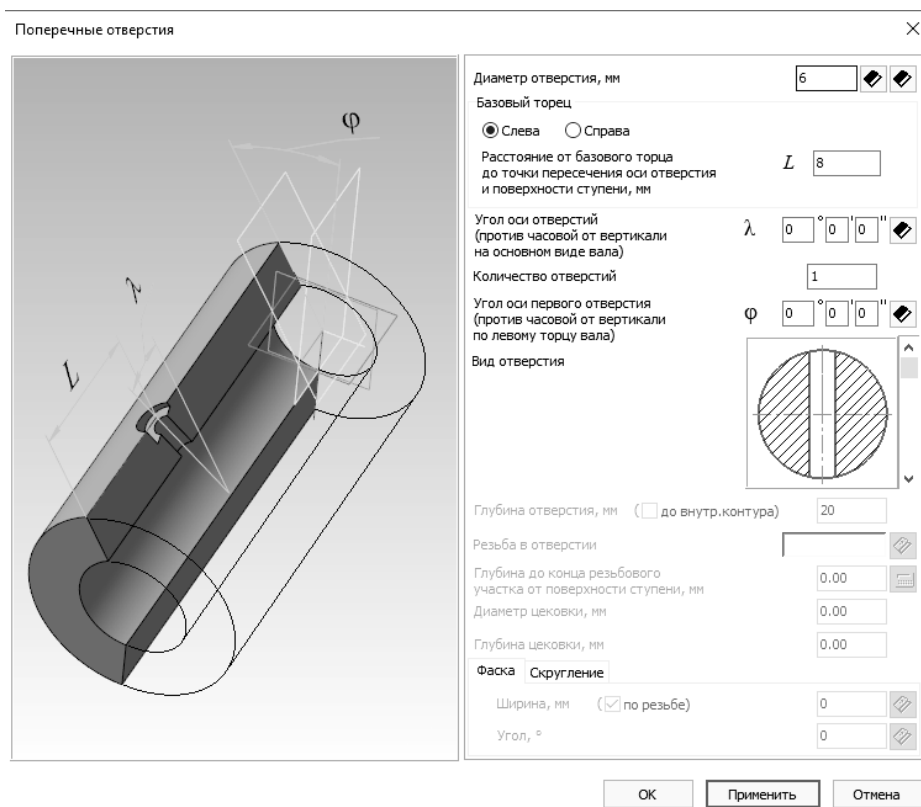 Поперечные отверстия
φ
λ
L
Диаметр отверстия, мм 6
Базовый торец
Слева Справа
Расстояние от базового торца
до точки пересечения оси отверстия L 8
и поверхности ступени, мм
Угол оси отверстий
(против часовой от вертикали λ 0 ° 0 ' 0 "
на основном виде вала)
Количество отверстий 1
Угол оси первого отверстия
(против часовой от вертикали φ 0 ° 0 ' 0 "
по левому торцу вала)
Вид отверстия
Глубина отверстия, мм ( до внутр.контура) 20
Резьба в отверстии
Глубина до конца резьбового 0.00
участка от поверхности ступени, мм
Диаметр цековки, мм 0.00
Глубина цековки, мм 0.00
Фаска Скругление
Ширина, мм ( по резьбе) 0
Угол, ° 0
ОК Применить Отмена